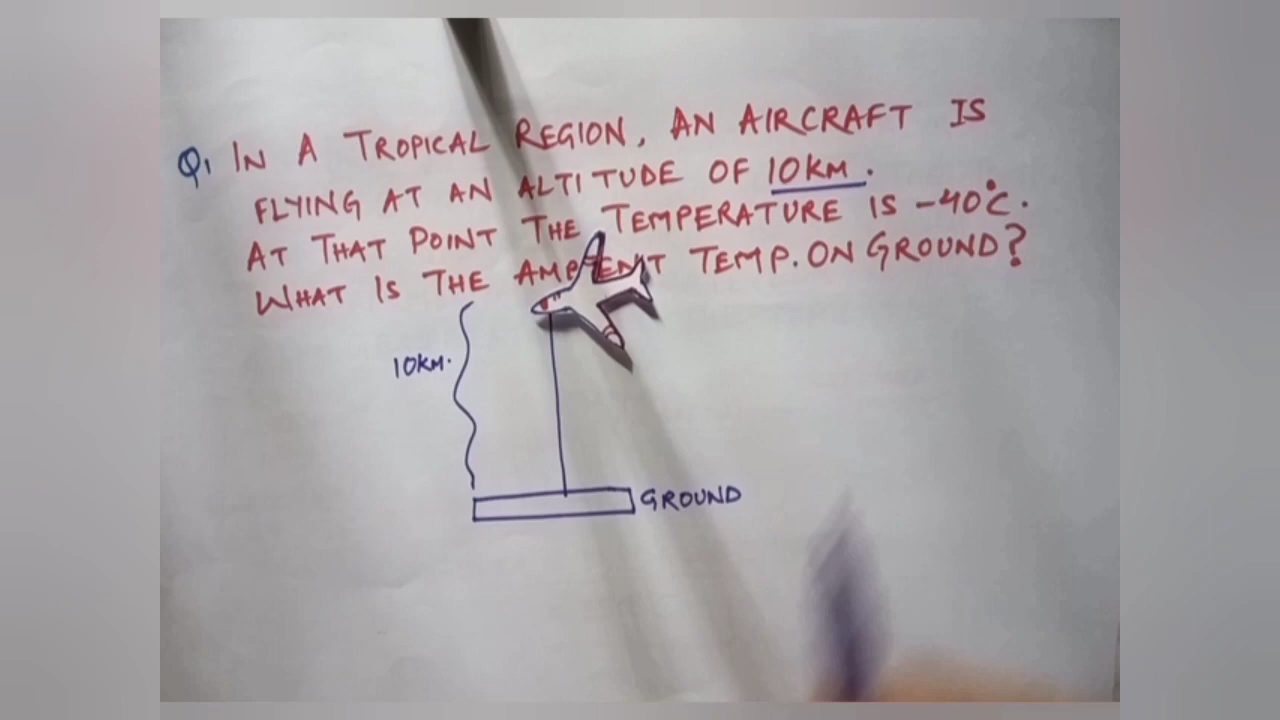 Q1 IN A TROPICAL REGION, AN AIRCRAFT IS
FLYING AT AN ALTITUDE OF 10KM.
AT THAT POINT THE TEMPERATURE IS -40°C.
WHAT IS THE AMBIENT TEMP. ON GROUND?
10KM.
GROUND